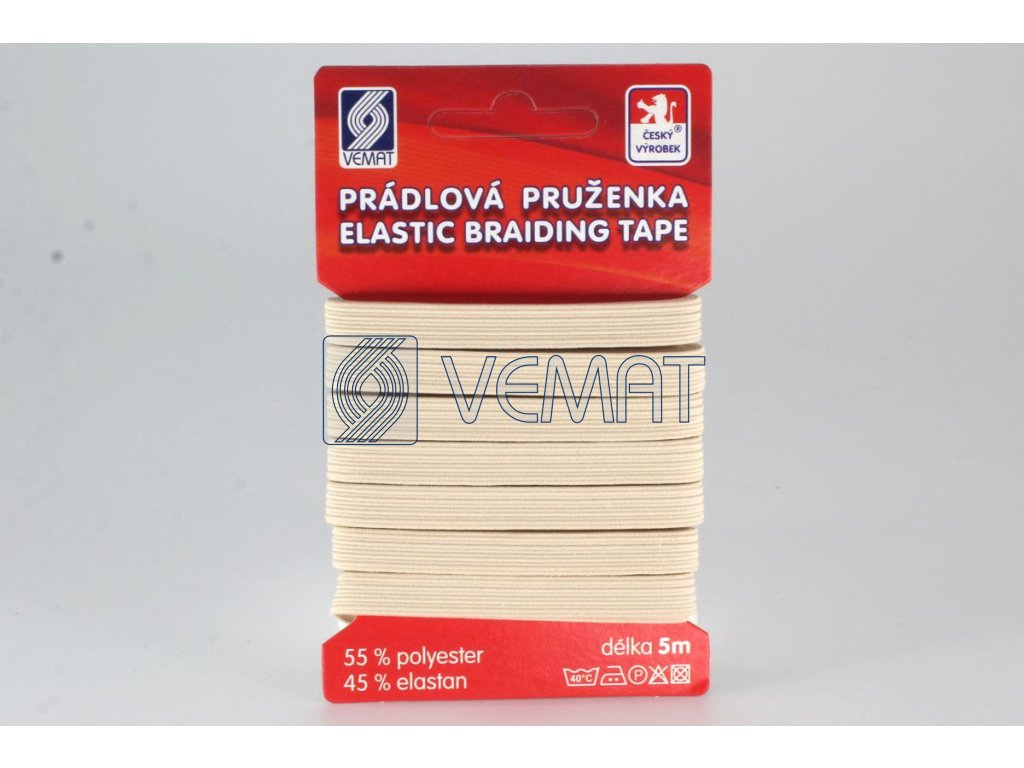 VEMAT
ČESKÝ®
VÝROBEK
PRÁDLOVÁ PRUŽENKA
ELASTIC BRAIDING TAPE
VEMAT
55 % polyester
45 % elastan
délka 5m
40°C
P